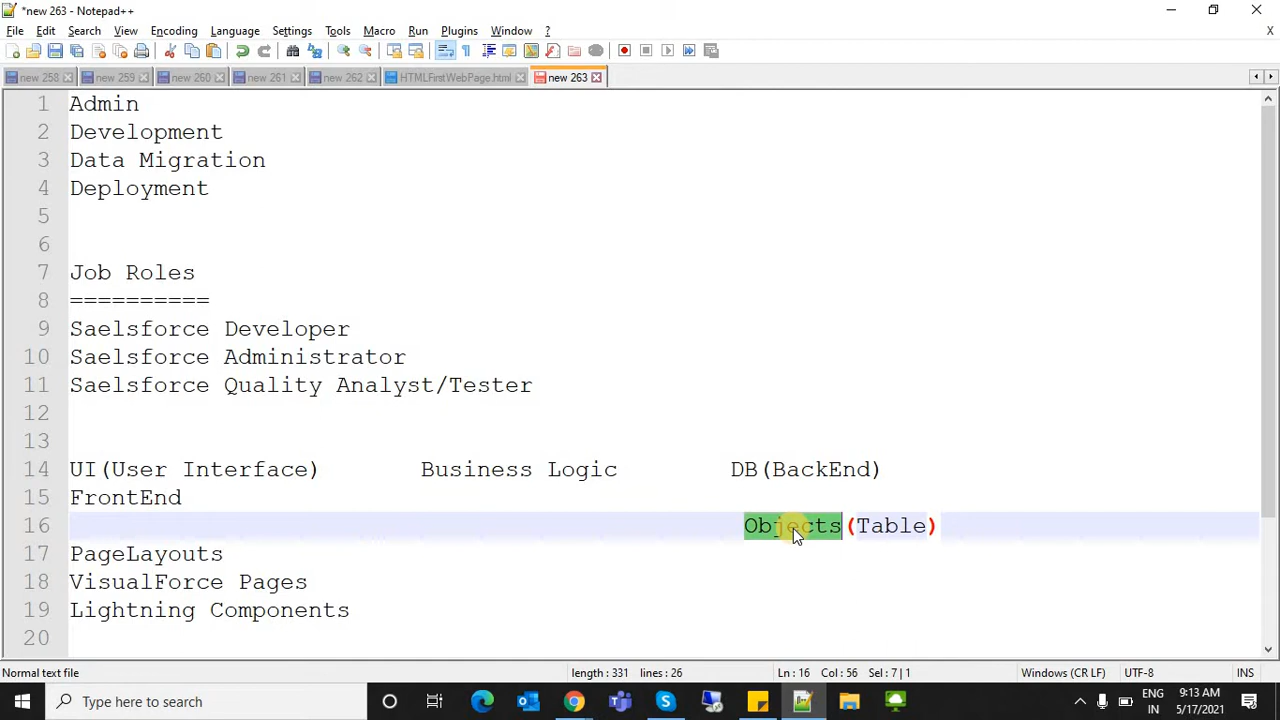 *new 263 - Notepad++
File Edit Search View Encoding Language Settings Tools Macro Run Plugins Window ? X
new 258 new 259 new 260 new 261 new 262 HTMLFirstWebPage.html new 263
1 Admin
2 Development
3 Data Migration
4 Deployment
5
6
7 Job Roles
8 ==========
9 Saelsforce Developer
10 Saelsforce Administrator
11 Saelsforce Quality Analyst/Tester
12
13
14 UI(User Interface) Business Logic DB(BackEnd)
15 FrontEnd
16 Objects(Table)
17 PageLayouts
18 VisualForce Pages
19 Lightning Components
20
Normal text file length : 331 lines : 26 Ln : 16 Col : 56 Sel : 7 | 1 Windows (CR LF) UTF-8 INS
Type here to search ENG 9:13 AM
IN 5/17/2021